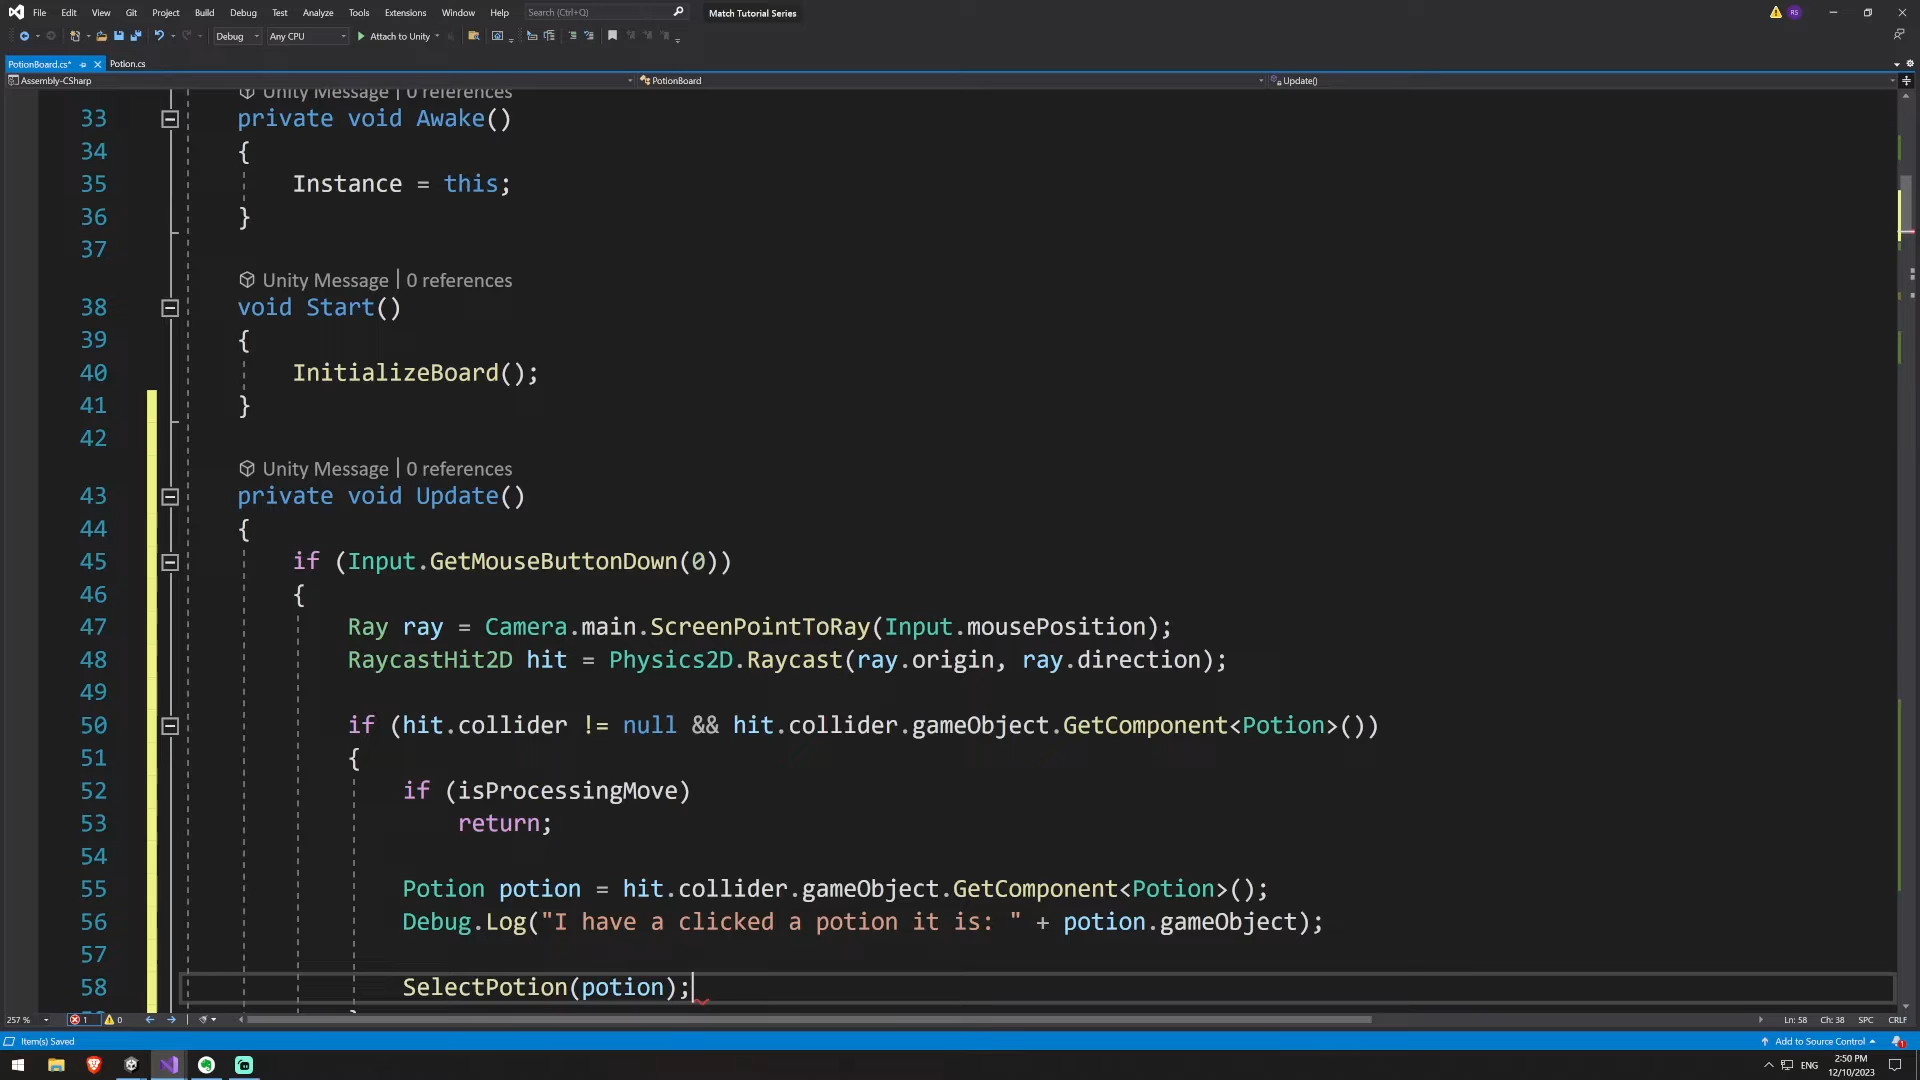 File Edit View Git Project Build Debug Test Analyze Tools Extensions Window Help Search (Ctrl+Q) Match Tutorial Series RS
Debug Any CPU Attach to Unity
PotionBoard.cs* Potion.cs
Assembly-CSharp PotionBoard Update()
Unity Message | 0 references
33 private void Awake()
34 {
35 Instance = this;
36 }
37
Unity Message | 0 references
38 void Start()
39 {
40 InitializeBoard();
41 }
42
Unity Message | 0 references
43 private void Update()
44 {
45 if (Input.GetMouseButtonDown(0))
46 {
47 Ray ray = Camera.main.ScreenPointToRay(Input.mousePosition);
48 RaycastHit2D hit = Physics2D.Raycast(ray.origin, ray.direction);
49
50 if (hit.collider != null && hit.collider.gameObject.GetComponent<Potion>())
51 {
52 if (isProcessingMove)
53 return;
54
55 Potion potion = hit.collider.gameObject.GetComponent<Potion>();
56 Debug.Log("I have a clicked a potion it is: " + potion.gameObject);
57
58 SelectPotion(potion);
257 % 1 0 Ln: 58 Ch: 38 SPC CRLF
Item(s) Saved Add to Source Control 1
ENG 2:50 PM
12/10/2023